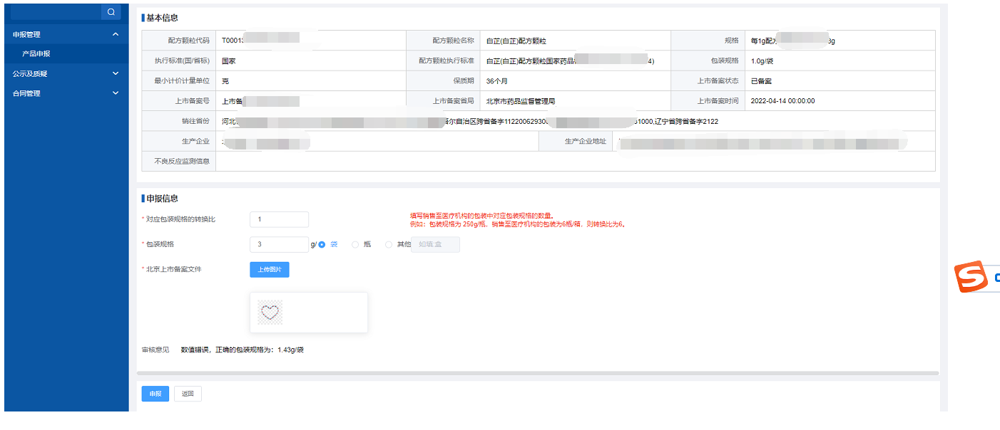 基本信息
申报管理
产品申报
公示及质疑
合同管理
配方颗粒代码 T0001 配方颗粒名称 白芷(白芷)配方颗粒 规格 每1g配方 3g
执行标准(国/省标) 国家 配方颗粒执行标准 白芷(白芷)配方颗粒国家药品 4) 包装规格 1.0g/袋
最小计价计量单位 克 保质期 36个月 上市备案状态 已备案
上市备案号 上市备 上市备案省局 北京市药品监督管理局 上市备案时间 2022-04-14 00:00:00
销往省份 河北 吾尔自治区跨省备字1122006293 1000,辽宁省跨省备字2122
生产企业 生产企业地址
不良反应监测信息
申报信息
* 对应包装规格的转换比 1 填写销售至医疗机构的包装中对应包装规格的数量。
例如：包装规格为 250g/瓶，销售至医疗机构的包装为6瓶/箱，则转换比为6。
* 包装规格 3 g/ 袋 瓶 其他 如填:盒
* 北京上市备案文件 上传图片
审核意见 数值错误，正确的包装规格为：1.43g/袋
申报 返回